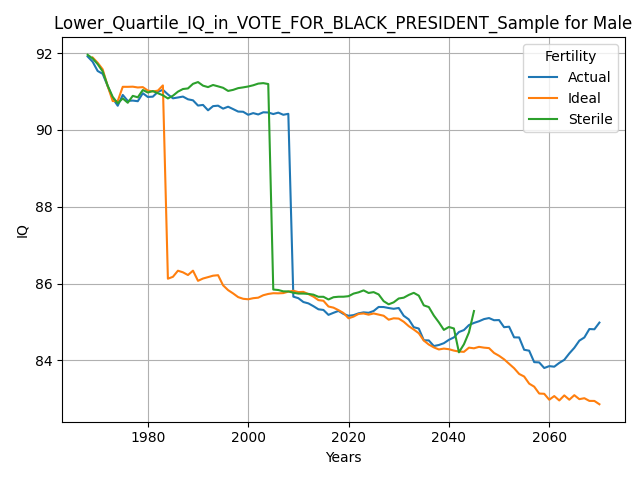 Lower_Quartile_IQ_in_VOTE_FOR_BLACK_PRESIDENT_Sample for Male
Fertility
Actual
Ideal
Sterile
IQ
92
90
88
86
84
1980
2000
2020
2040
2060
Years